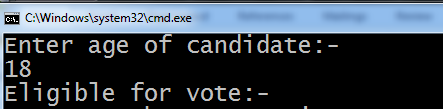 C:\Windows\system32\cmd.exe
Enter age of candidate:-
18
Eligible for vote:-